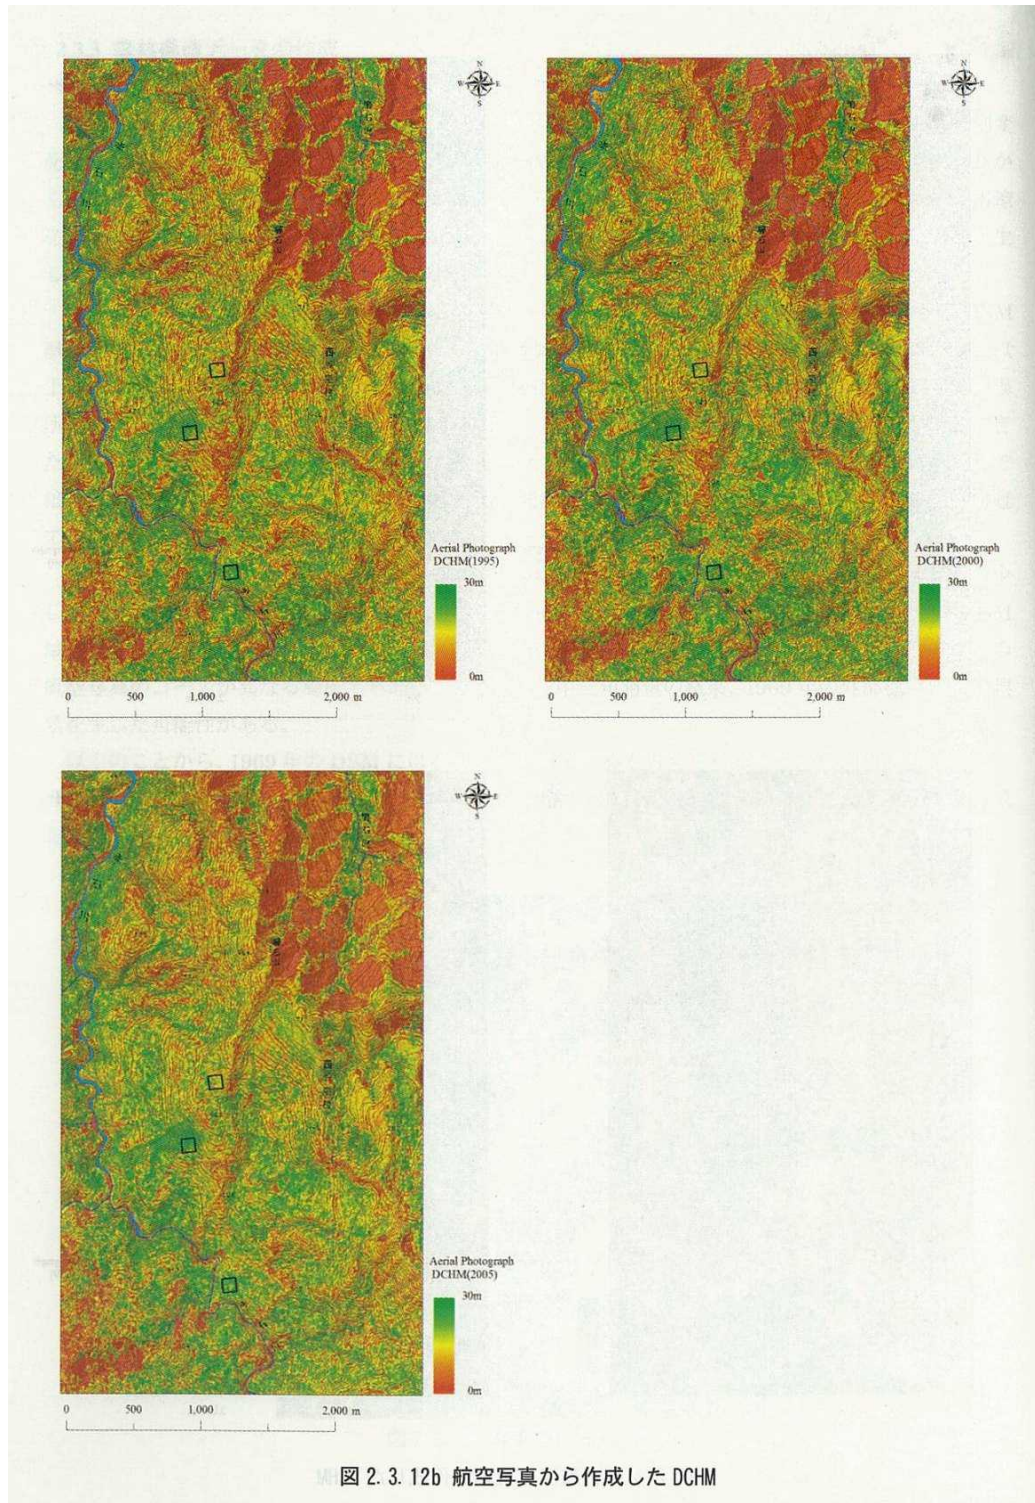 N
W E
S
Aerial Photograph
DCHM(1995)
30m
0m
0 500 1,000 2,000 m
N
W E
S
Aerial Photograph
DCHM(2000)
30m
0m
0 500 1,000 2,000 m
N
W E
S
Aerial Photograph
DCHM(2005)
30m
0m
0 500 1,000 2,000 m
図 2.3.12b 航空写真から作成した DCHM